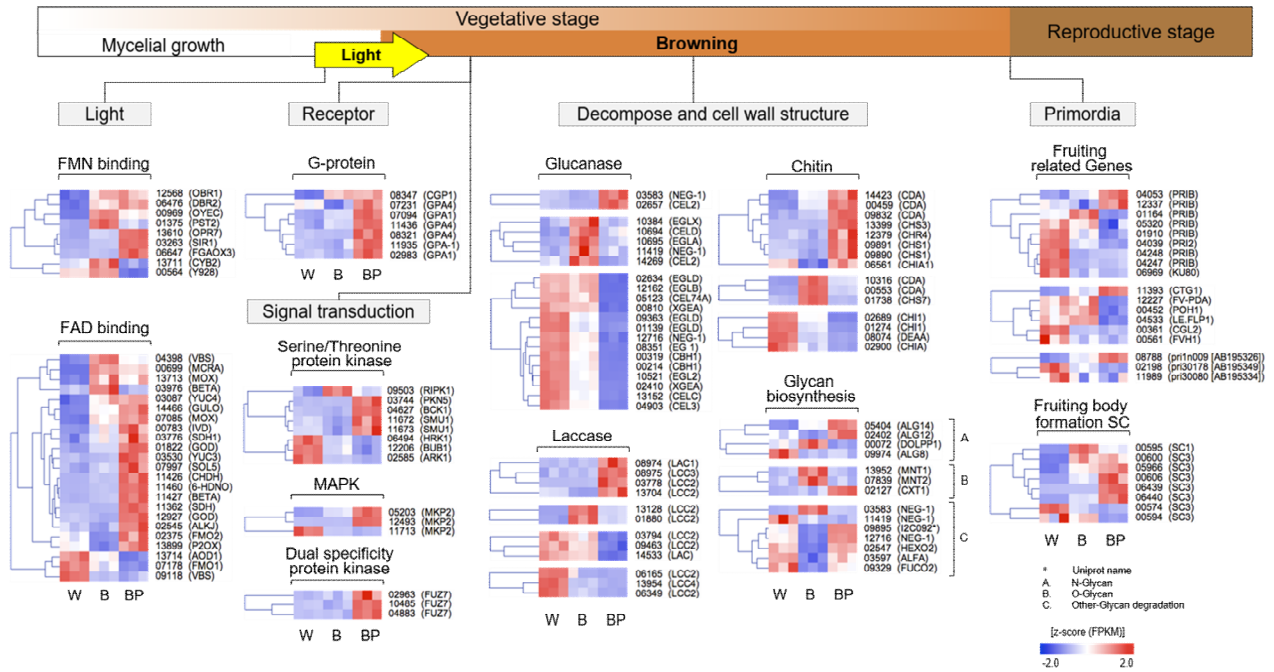 Vegetative stage
Mycelial growth
Light
Browning
Reproductive stage
Light
Receptor
Decompose and cell wall structure
Primordia
FMN binding
12568 (OBR1)
06476 (DBR2)
00969 (OYEC)
01375 (PST2)
13610 (OPR7)
03263 (SIR1)
06647 (FGAOX3)
13711 (CYB2)
00564 (Y928)
FAD binding
04398 (VBS)
00699 (MCRA)
13713 (MOX)
03976 (BETA)
03087 (YUC4)
14466 (GULO)
07085 (MOX)
00783 (IVD)
03776 (SDH1)
01822 (GOD)
03530 (YUC3)
07997 (SOL5)
11426 (CHDH)
11460 (6-HDNO)
11427 (BETA)
11362 (SDH)
12927 (GOD)
02545 (ALKJ)
02375 (FMO2)
13899 (P2OX)
13714 (AOD1)
07178 (FMO1)
09118 (VBS)
W B BP
G-protein
08347 (CGP1)
07231 (GPA4)
07094 (GPA1)
11436 (GPA4)
08321 (GPA4)
11935 (GPA-1)
02983 (GPA1)
W B BP
Signal transduction
Serine/Threonine
protein kinase
09503 (RIPK1)
03744 (PKN5)
04627 (BCK1)
11672 (SMU1)
11673 (SMU1)
06494 (HRK1)
12206 (BUB1)
02585 (ARK1)
MAPK
05203 (MKP2)
12493 (MKP2)
11713 (MKP2)
Dual specificity
protein kinase
02963 (FUZ7)
10465 (FUZ7)
04883 (FUZ7)
W B BP
Glucanase
03583 (NEG-1)
02657 (CEL2)
10384 (EGLX)
10694 (CELD)
10695 (EGLA)
11419 (NEG-1)
14269 (CEL2)
02634 (EGLD)
12162 (EGLB)
05123 (CEL74A)
00810 (XGEA)
09363 (EGLD)
01139 (EGLD)
12716 (NEG-1)
08351 (EG 1)
00319 (CBH1)
00214 (CBH1)
10521 (EGL2)
02410 (XGEA)
13152 (CELC)
04903 (CEL3)
Laccase
08974 (LAC1)
08975 (LCC3)
03778 (LCC2)
13704 (LCC2)
13128 (LCC2)
01880 (LCC2)
03794 (LCC2)
09463 (LCC2)
14533 (LAC)
06165 (LCC2)
13954 (LCC4)
06349 (LCC2)
W B BP
Chitin
14423 (CDA)
00459 (CDA)
09832 (CDA)
13399 (CHS3)
12379 (CHR4)
09891 (CHS1)
09890 (CHS1)
06561 (CHIA1)
10316 (CDA)
00553 (CDA)
01738 (CHS7)
02689 (CHI1)
01274 (CHI1)
08074 (DEAA)
02900 (CHIA)
Glycan
biosynthesis
05404 (ALG14)
02402 (ALG12)
00072 (DOLPP1)
09974 (ALG8)
A
13952 (MNT1)
07839 (MNT2)
02127 (CXT1)
B
03583 (NEG-1)
11419 (NEG-1)
09895 (I2C092*)
12716 (NEG-1)
02647 (HEXO2)
03597 (ALFA)
09329 (FUCO2)
C
W B BP
Fruiting
related Genes
04053 (PRIB)
12337 (PRIB)
01164 (PRIB)
05320 (PRIB)
01910 (PRIB)
04039 (PRI2)
04248 (PRIB)
04247 (PRIB)
06969 (KU80)
11393 (CTG1)
12227 (FV-PDA)
00452 (POH1)
04533 (LE.FLP1)
00361 (CGL2)
00561 (FVH1)
08788 (pri1n009 [AB195326])
02198 (pri30178 [AB195349])
11989 (pri30080 [AB195334])
Fruiting body
formation SC
00595 (SC1)
00600 (SC3)
05966 (SC3)
00606 (SC3)
06439 (SC3)
06440 (SC3)
00574 (SC3)
00594 (SC3)
W B BP
* Uniprot name
A. N-Glycan
B. O-Glycan
C. Other-Glycan degradation
[z-score (FPKM)]
-2.0 2.0